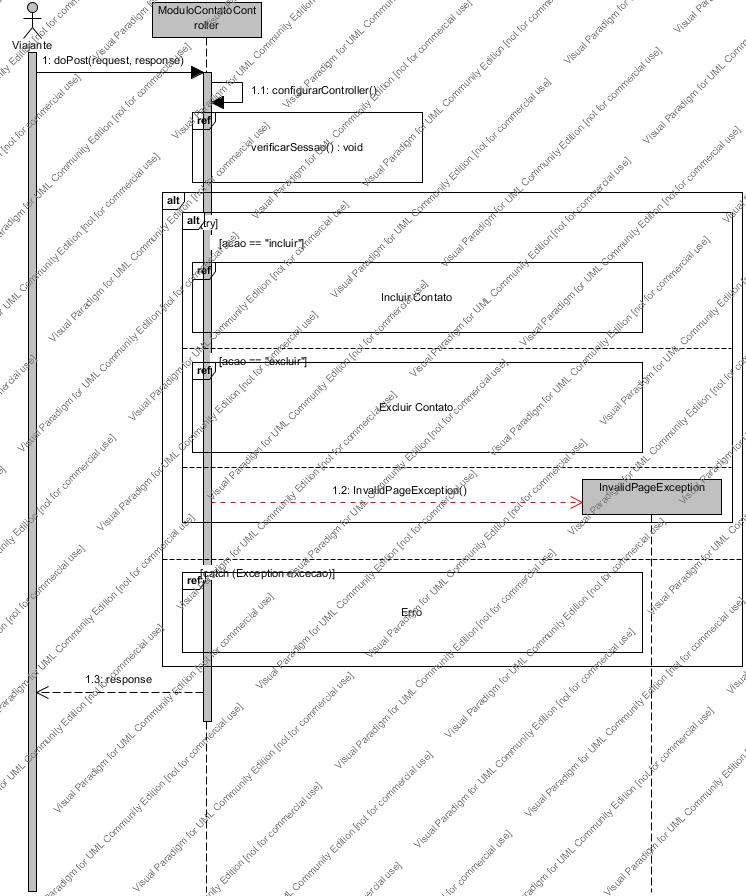 ModuloContatoCont
roller
Viajante
1: doPost(request, response)
1.1: configurarController()
ref
verificarSessao() : void
alt
alt
[try]
[acao == "incluir"]
ref
Incluir Contato
[acao == "excluir"]
ref
Excluir Contato
1.2: InvalidPageException()
InvalidPageException
[catch (Exception excecao)]
ref
Erro
1.3: response
Visual Paradigm for UML Community Edition [not for commercial use]